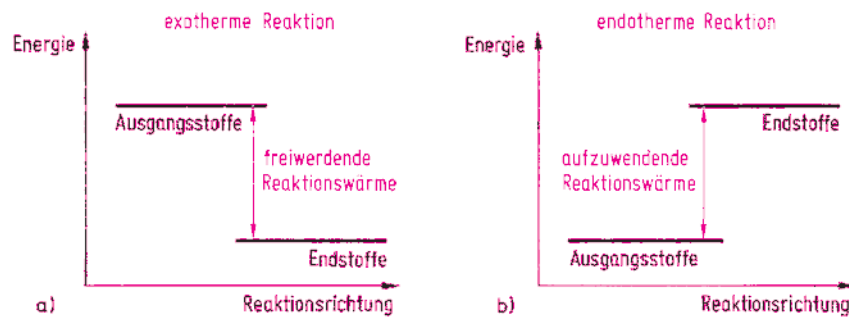 exotherme Reaktion
Energie
Ausgangsstoffe
freiwerdende
Reaktionswärme
Endstoffe
a)
Reaktionsrichtung
endotherme Reaktion
Energie
Endstoffe
aufzuwendende
Reaktionswärme
Ausgangsstoffe
b)
Reaktionsrichtung